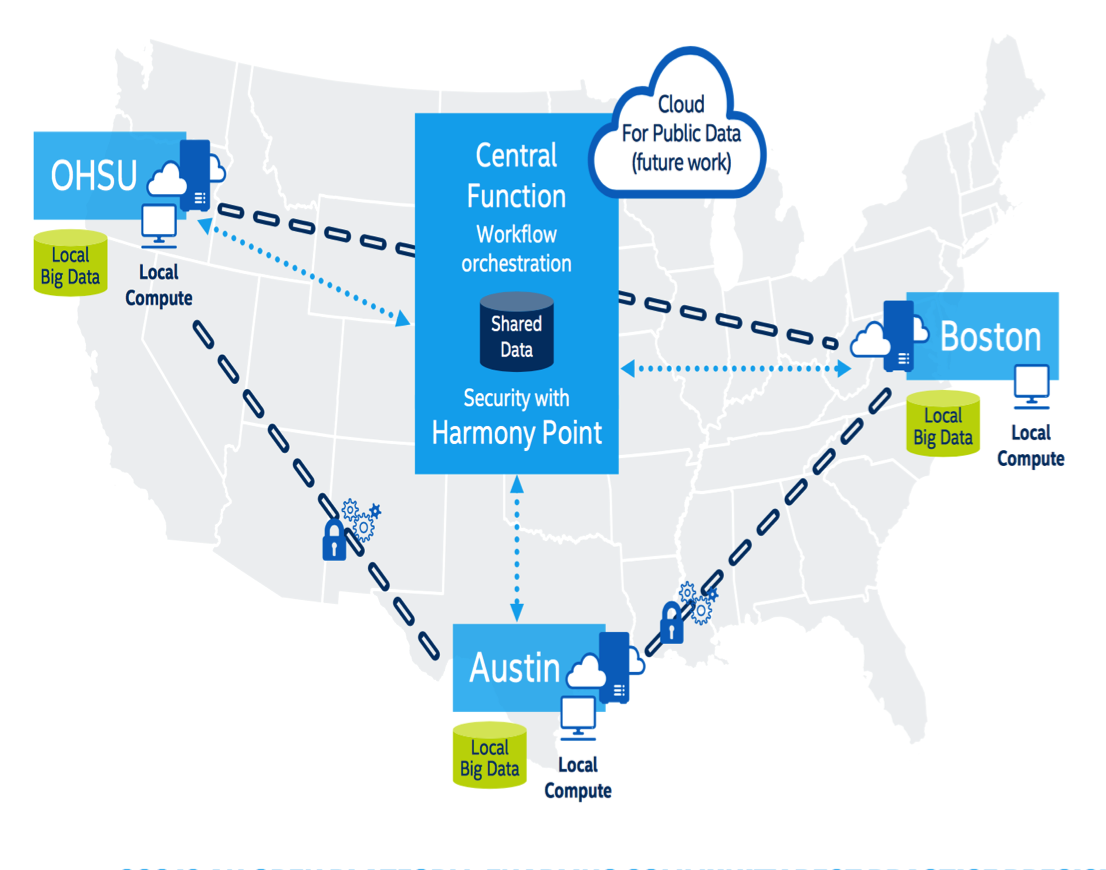 Cloud
For Public Data
(future work)
Central
Function
Workflow
orchestration
Shared
Data
Security with
Harmony Point
OHSU
Local
Big Data
Local
Compute
Boston
Local
Big Data
Local
Compute
Austin
Local
Big Data
Local
Compute